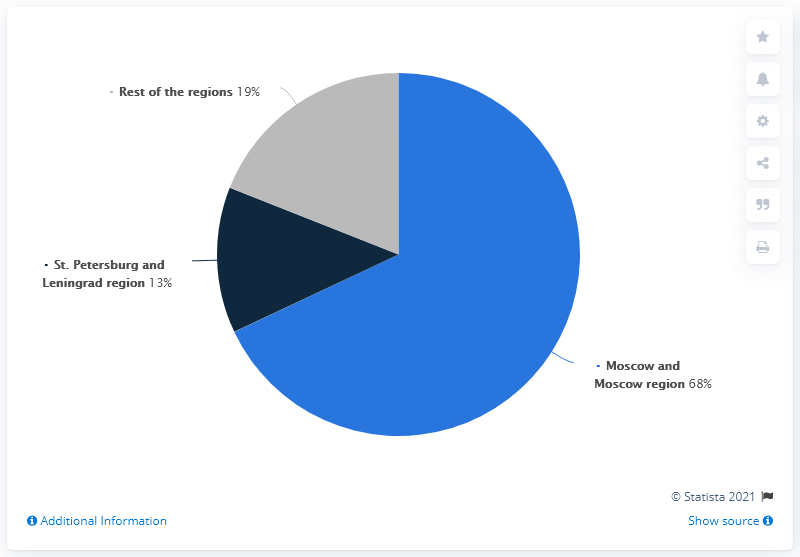 Rest of the regions 19%
St. Petersburg and
Leningrad region 13%
Moscow and
Moscow region 68%
© Statista 2021
Additional Information
Show source